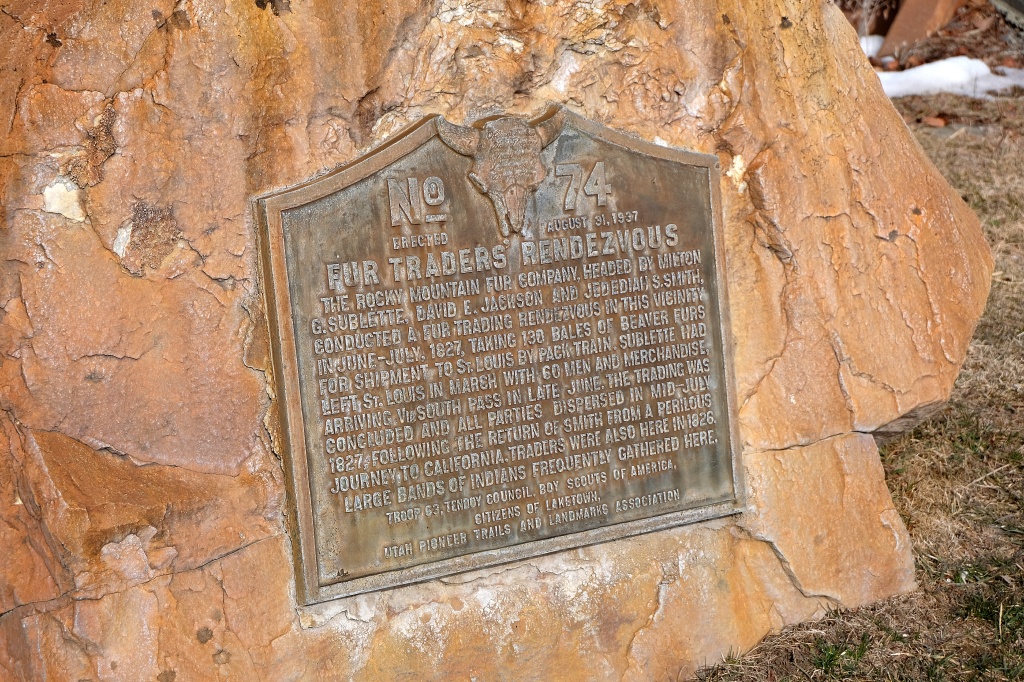 No. 74
ERECTED AUGUST 31, 1937
FUR TRADERS' RENDEZVOUS
THE ROCKY MOUNTAIN FUR COMPANY, HEADED BY MILTON
G. SUBLETTE, DAVID E. JACKSON AND JEDEDIAH S. SMITH,
CONDUCTED A FUR TRADING RENDEZVOUS IN THIS VICINITY
IN JUNE-JULY, 1827, TAKING 130 BALES OF BEAVER FURS
FOR SHIPMENT TO ST. LOUIS BY PACK TRAIN. SUBLETTE HAD
LEFT ST. LOUIS IN MARCH WITH 60 MEN AND MERCHANDISE,
ARRIVING, VIA SOUTH PASS IN LATE JUNE. THE TRADING WAS
CONCLUDED AND ALL PARTIES DISPERSED IN MID-JULY
1827, FOLLOWING THE RETURN OF SMITH FROM A PERILOUS
JOURNEY TO CALIFORNIA. TRADERS WERE ALSO HERE IN 1826.
LARGE BANDS OF INDIANS FREQUENTLY GATHERED HERE.
TROOP 63, TENDOY COUNCIL, BOY SCOUTS OF AMERICA,
CITIZENS OF LAKETOWN,
UTAH PIONEER TRAILS AND LANDMARKS ASSOCIATION